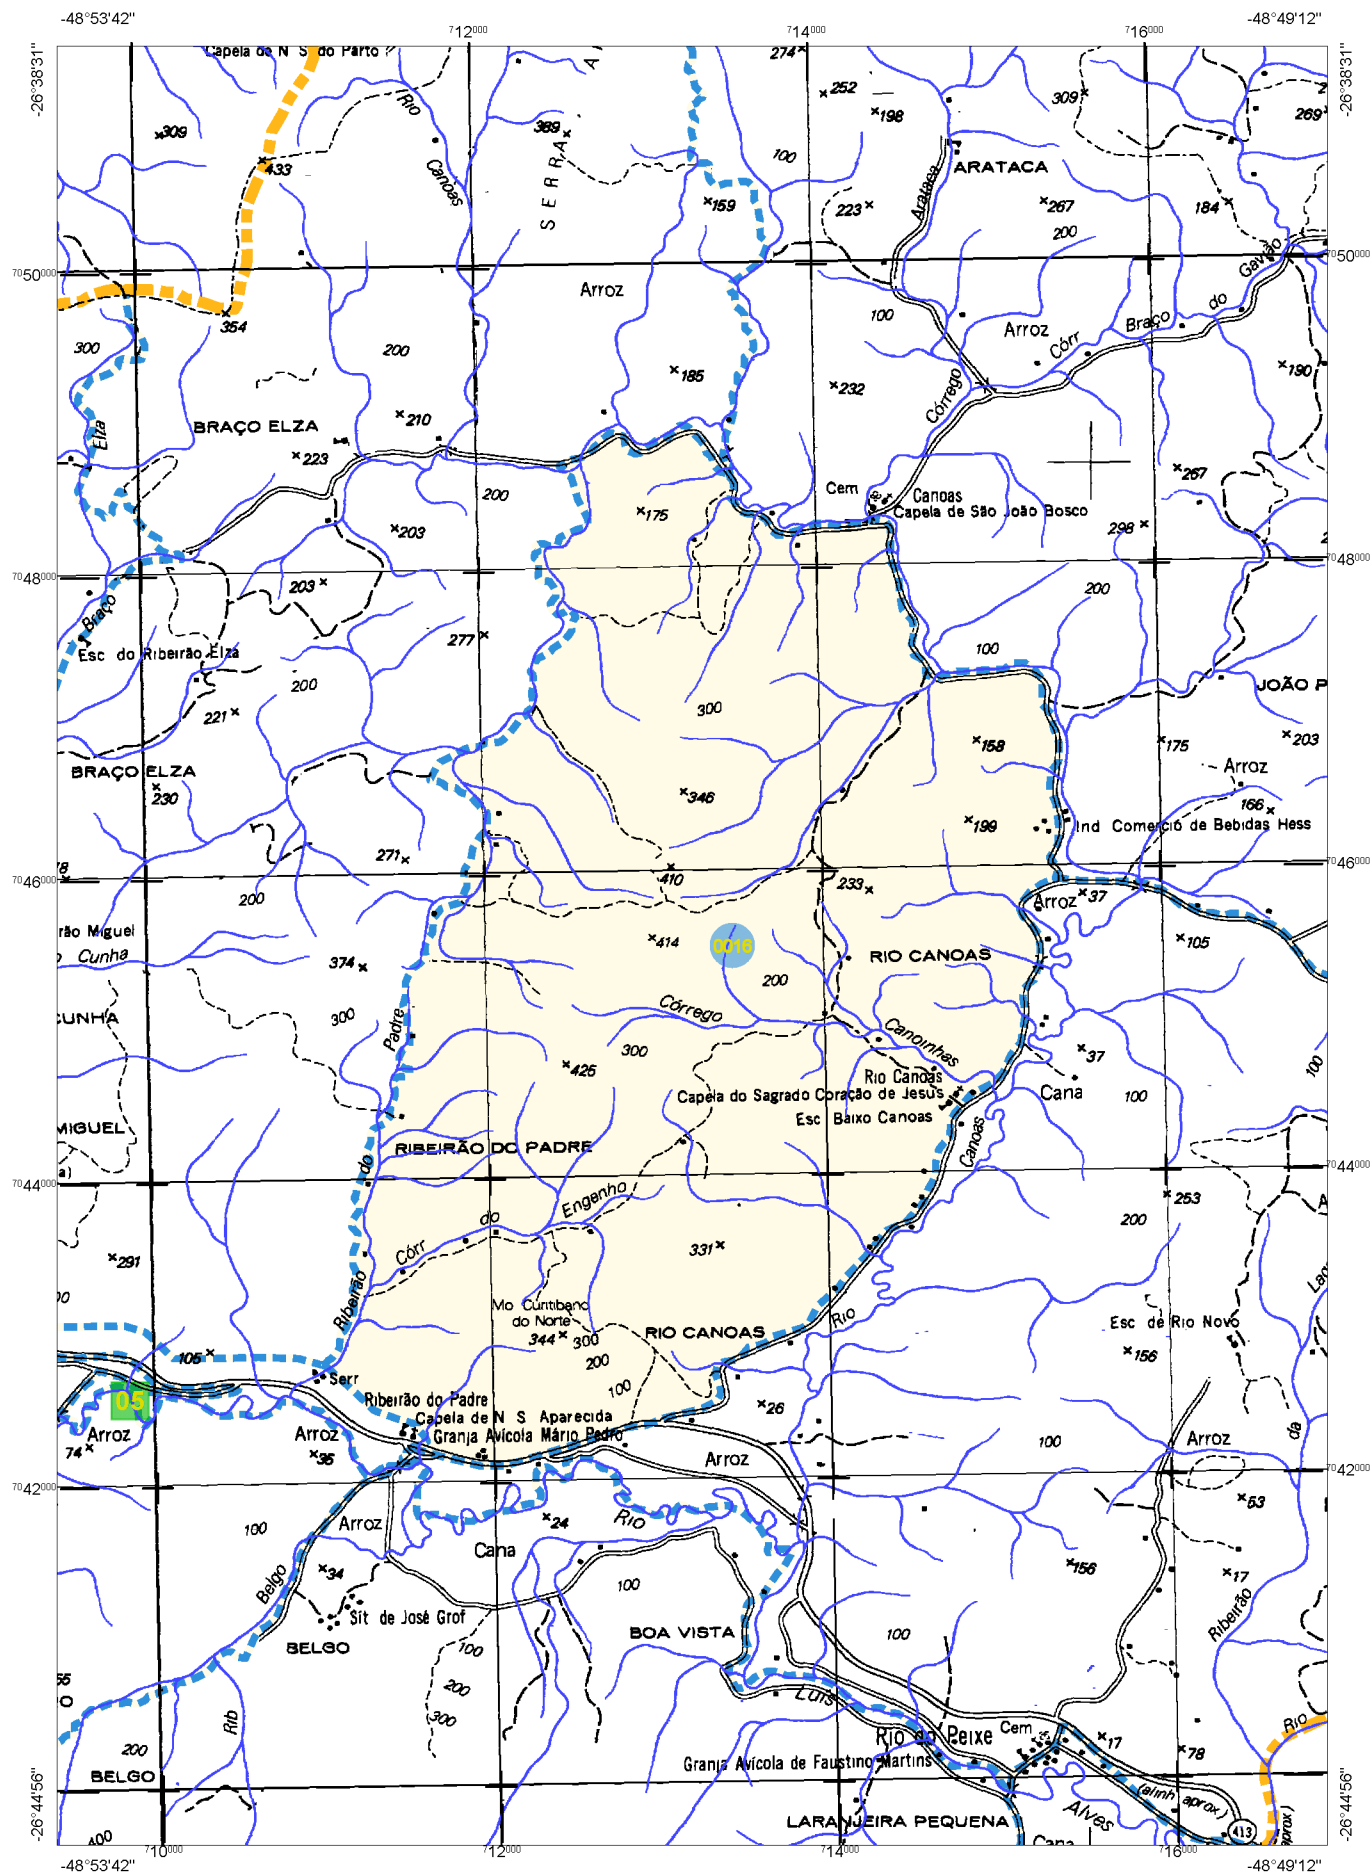 -48°53'42"
-48°49'12"
712000
714000
716000
-26°38'31"
-26°38'31"
Capela de N S do Parto
274
252
198
309
269
309
433
Rio
Canoas
389
SERRA
100
159
223
Arataca
ARATACA
267
200
184
Gavião
7050000
7050000
354
300
200
Arroz
100
Arroz
Córr
Braço
do
185
232
190
210
BRAÇO ELZA
Elza
223
Córrego
200
175
203
Cem
Canoas
Capela de São João Bosco
267
298
7048000
7048000
203
200
Braço
277
Esc do Ribeirão Elza
200
221
100
JOÃO P
300
158
175
203
BRAÇO ELZA
230
346
199
Arroz
166
Ind Comercio de Bebidas Hess
271
410
233
7046000
7046000
78
200
Arroz
37
rão Miguel
o Cunha
374
414
0016
RIO CANOAS
105
200
300
Padre
Córrego
Canoinhas
CUNHA
300
425
37
100
Rio Canoas
Capela do Sagrado Coração de Jesus
Esc Baixo Canoas
Cana
100
MIGUEL
RIBEIRÃO DO PADRE
Canoas
do
7044000
7044000
Engenho
do
Córr
253
200
291
331
Ribeirão
Mo Curitibano
do Norte
344
300
200
RIO CANOAS
Rio
Esc de Rio Novo
156
105
Serr
100
05
Ribeirão do Padre
Capela de N S Aparecida
Granja Avícola Mário Pedro
26
Arroz
74
Arroz
36
Arroz
100
Arroz
da
7042000
7042000
53
100
Arroz
24
Rio
Cana
34
Belgo
100
156
17
Sít de José Grof
BELGO
BOA VISTA
100
100
200
300
Ribeirão
Luís
Rib
Rio do Peixe
Cem
17
78
Rio
200
BELGO
Granja Avícola de Faustino Martins
(alinh aprox)
LARANJEIRA PEQUENA
Alves
413
aprox)
400
Cana
-26°44'56"
-26°44'56"
710000
712000
714000
716000
-48°53'42"
-48°49'12"